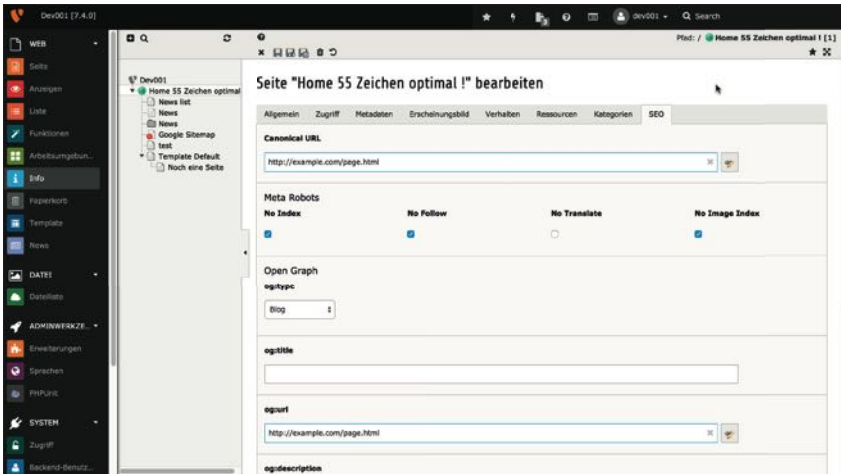 Dev001 [7.4.0]
dev001
Search
WEB
Seite
Anzeigen
Liste
Funktionen
Arbeitsumgebun...
Info
Papierkorb
Template
News
DATEI
Dateiliste
ADMINWERKZE...
Erweiterungen
Sprachen
PHPUnit
SYSTEM
Zugriff
Backend-Benutz...
Dev001
Home 55 Zeichen optimal
News list
News
News
Google Sitemap
test
Template Default
Noch eine Seite
Pfad: / Home 55 Zeichen optimal ! [1]
Seite "Home 55 Zeichen optimal !" bearbeiten
Allgemein Zugriff Metadaten Erscheinungsbild Verhalten Ressourcen Kategorien SEO
Canonical URL
http://example.com/page.html
Meta Robots
No Index No Follow No Translate No Image Index
Open Graph
og:type
Blog
og:title
og:url
http://example.com/page.html
og:description